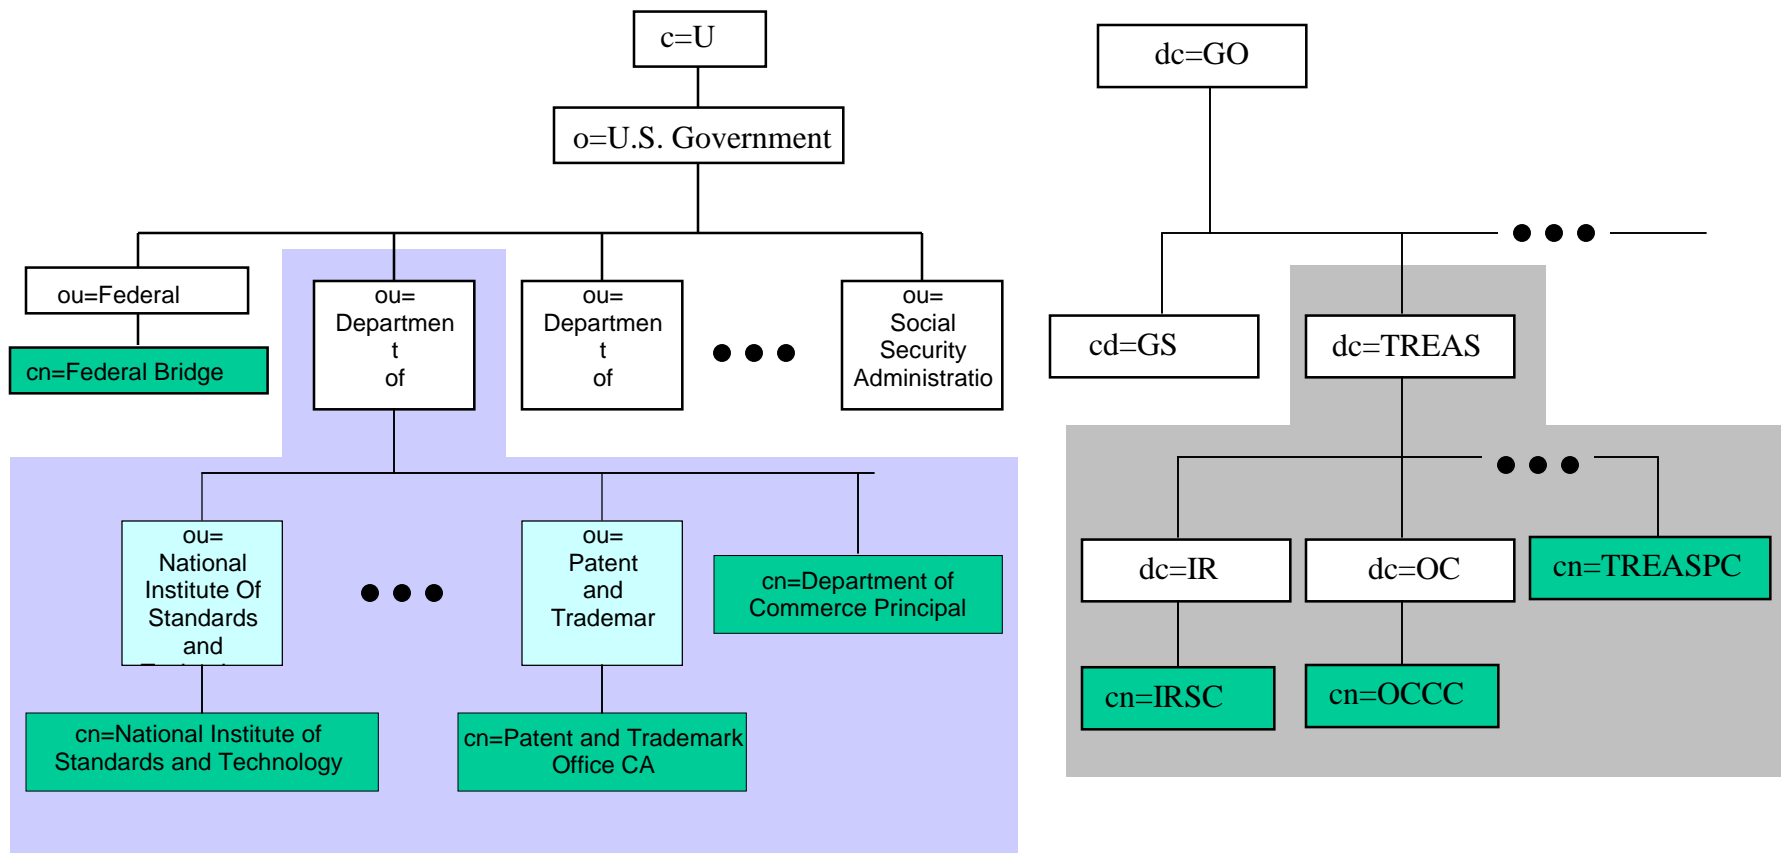 c=U
o=U.S. Government
ou=Federal
cn=Federal Bridge
ou=
Departmen
t
of
ou=
Departmen
t
of
ou=
Social
Security
Administratio
ou=
National
Institute Of
Standards
and
ou=
Patent
and
Trademar
cn=Department of
Commerce Principal
cn=National Institute of
Standards and Technology
cn=Patent and Trademark
Office CA
dc=GO
cd=GS
dc=TREAS
dc=IR
dc=OC
cn=TREASPC
cn=IRSC
cn=OCCC